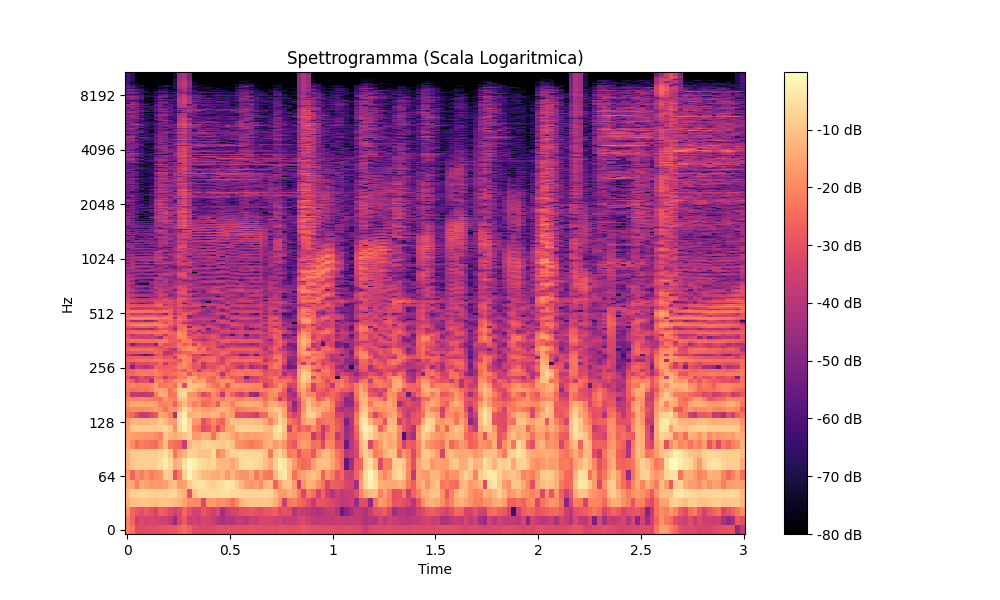 Spettrogramma (Scala Logaritmica)
Hz
8192
4096
2048
1024
512
256
128
64
0
0
0.5
1
1.5
2
2.5
3
Time
-10 dB
-20 dB
-30 dB
-40 dB
-50 dB
-60 dB
-70 dB
-80 dB